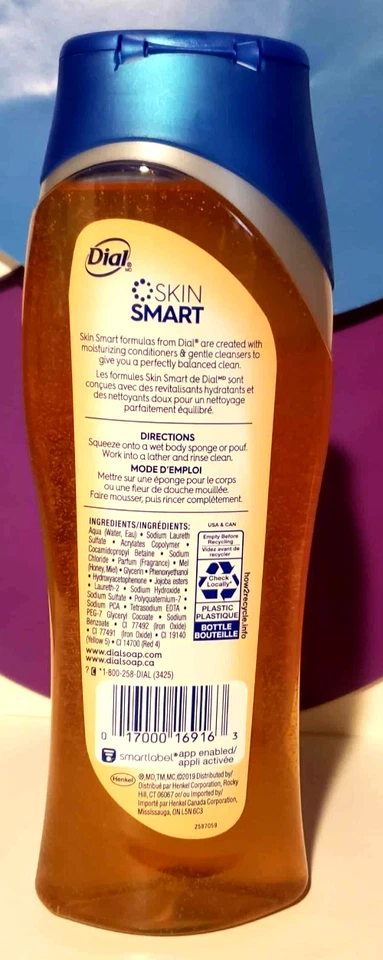 Dial®
MD
SKIN
SMART
Skin Smart formulas from Dial® are created with
moisturizing conditioners & gentle cleansers to
give you a perfectly balanced clean.
Les formules Skin Smart de Dialᴹᴰ sont
conçues avec des revitalisants hydratants et
des nettoyants doux pour un nettoyage
parfaitement équilibré.
DIRECTIONS
Squeeze onto a wet body sponge or pouf.
Work into a lather and rinse clean.
MODE D'EMPLOI
Mettre sur une éponge pour le corps
ou une fleur de douche mouillée.
Faire mousser, puis rincer complètement.
INGREDIENTS/INGRÉDIENTS:
Aqua (Water, Eau) • Sodium Laureth
Sulfate • Acrylates Copolymer •
Cocamidopropyl Betaine • Sodium
Chloride • Parfum (Fragrance) • Mel
(Honey, Miel) • Glycerin • Phenoxyethanol
• Hydroxyacetophenone • Jojoba esters
• Laureth-2 • Sodium Hydroxide •
Sodium Sulfate • Polyquaternium-7 •
Sodium PCA • Tetrasodium EDTA •
PEG-7 Glyceryl Cocoate • Sodium
Benzoate • CI 77492 (Iron Oxide)
• CI 77491 (Iron Oxide) • CI 19140
(Yellow 5) • CI 14700 (Red 4)
www.dialsoap.com
www.dialsoap.ca
? *1-800-258-DIAL (3425)
USA & CAN
Empty Before
Recycling
Videz avant de
recycler
Check
Locally*
PLASTIC
PLASTIQUE
BOTTLE
BOUTEILLE
how2recycle.info
0 17000 16916 3
smartlabel® app enabled/
appli activée
Henkel
®,MD,TM,MC,©2019 Distributed by/
Distribué par Henkel Corporation, Rocky
Hill, CT 06067 or/ou Imported by/
Importé par Henkel Canada Corporation,
Mississauga, ON L5N 6C3
2587059